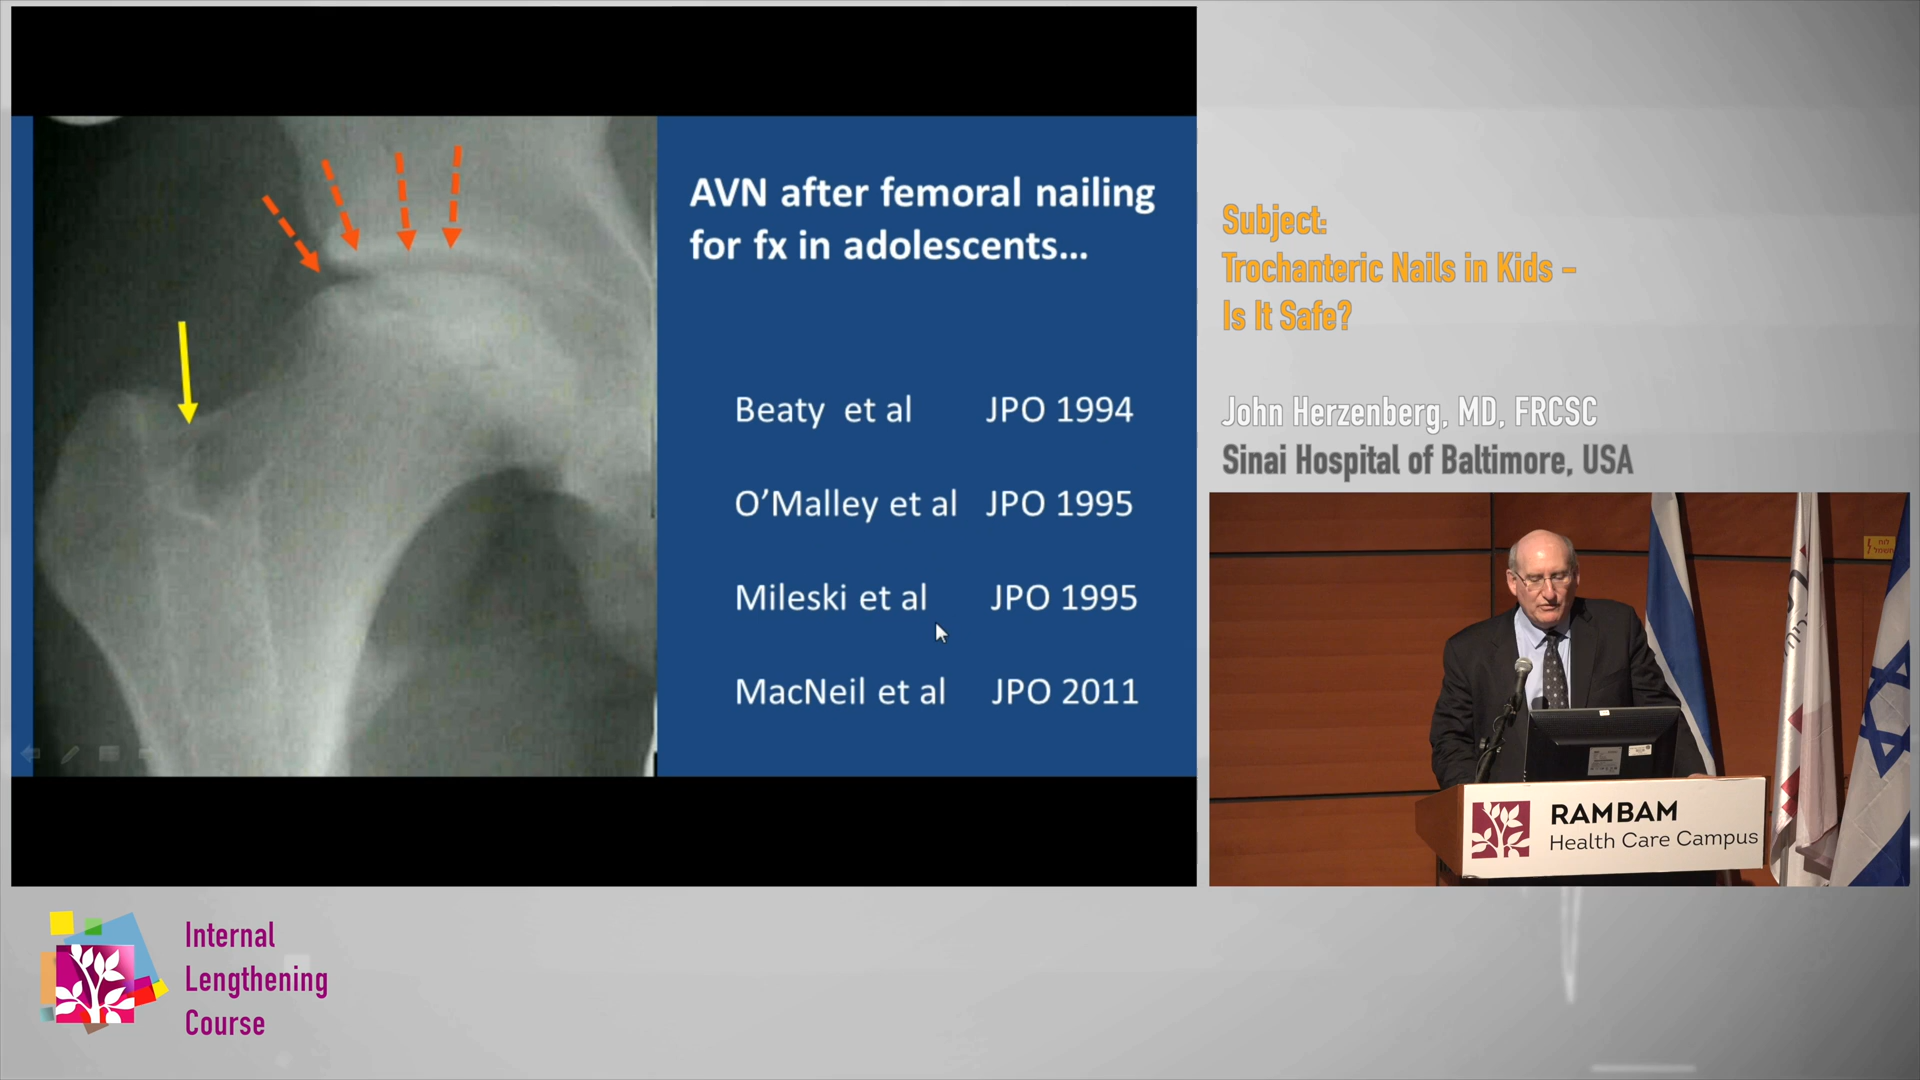 AVN after femoral nailing
for fx in adolescents...
Beaty et al JPO 1994
O'Malley et al JPO 1995
Mileski et al JPO 1995
MacNeil et al JPO 2011
Subject:
Trochanteric Nails in Kids -
Is It Safe?
John Herzenberg, MD, FRCSC
Sinai Hospital of Baltimore, USA
RAMBAM
Health Care Campus
Internal
Lengthening
Course